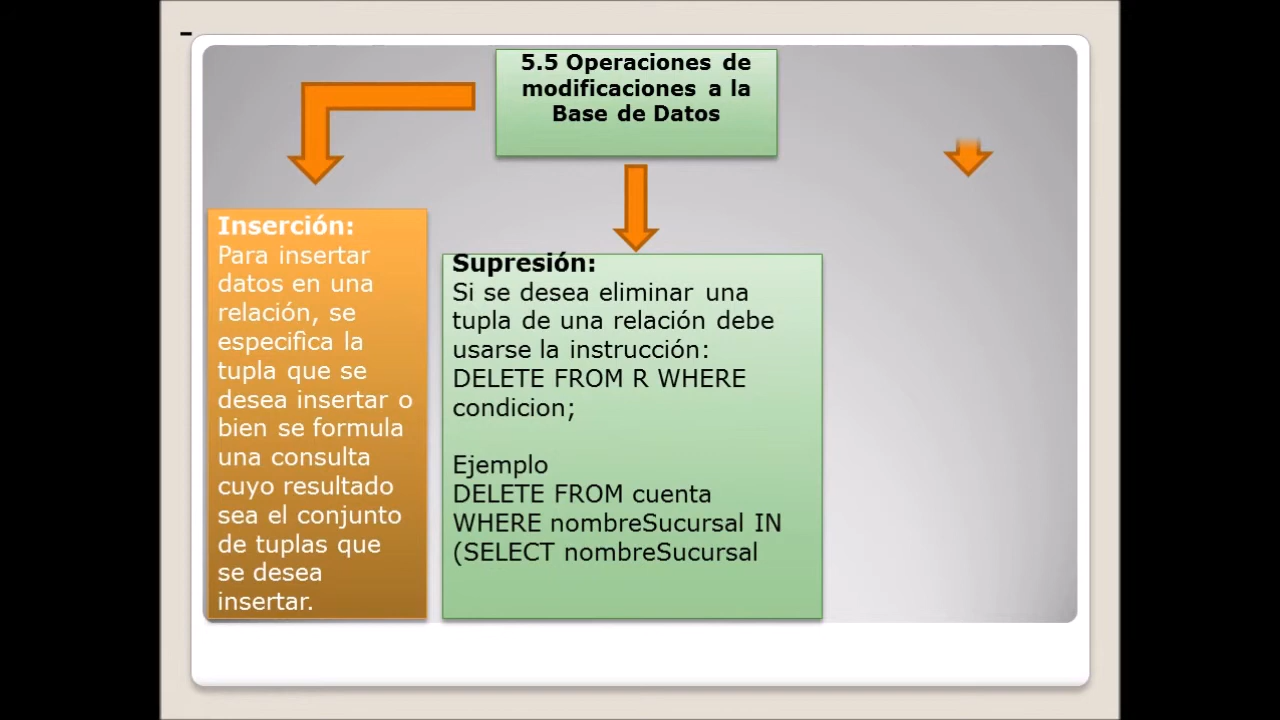 5.5 Operaciones de
modificaciones a la
Base de Datos
Inserción:
Para insertar
datos en una
relación, se
especifica la
tupla que se
desea insertar o
bien se formula
una consulta
cuyo resultado
sea el conjunto
de tuplas que
se desea
insertar.
Supresión:
Si se desea eliminar una
tupla de una relación debe
usarse la instrucción:
DELETE FROM R WHERE
condicion;
Ejemplo
DELETE FROM cuenta
WHERE nombreSucursal IN
(SELECT nombreSucursal